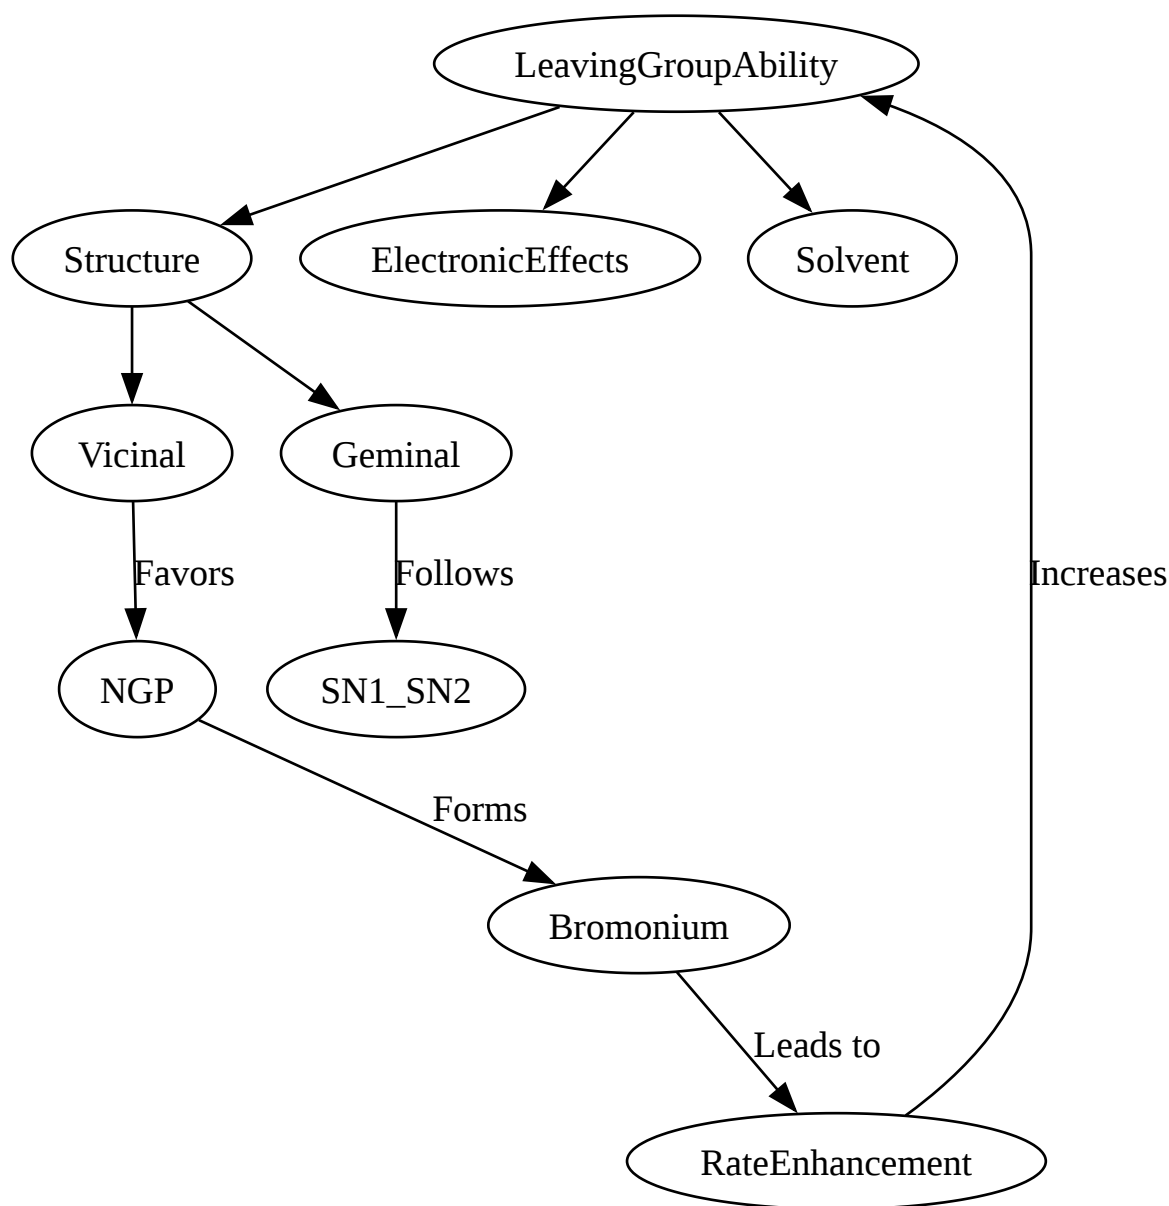 LeavingGroupAbility
Structure
ElectronicEffects
Solvent
Vicinal
Geminal
Favors
Follows
Increases
NGP
SN1_SN2
Forms
Bromonium
Leads to
RateEnhancement